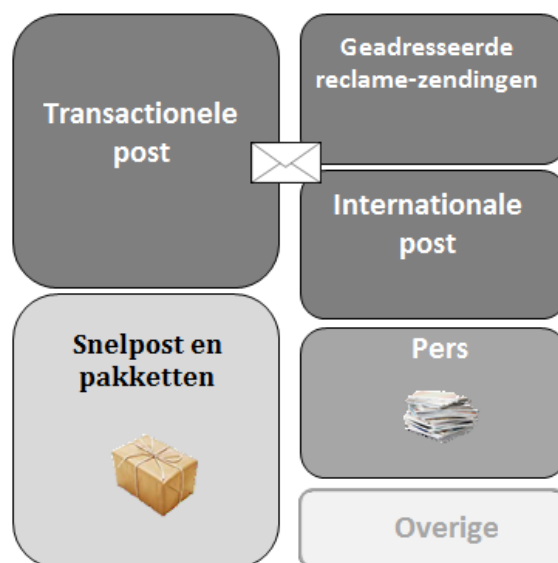 Transactionele
post
Geadresseerde
reclame-zendingen
Internationale
post
Snelpost en
pakketten
Pers
Overige